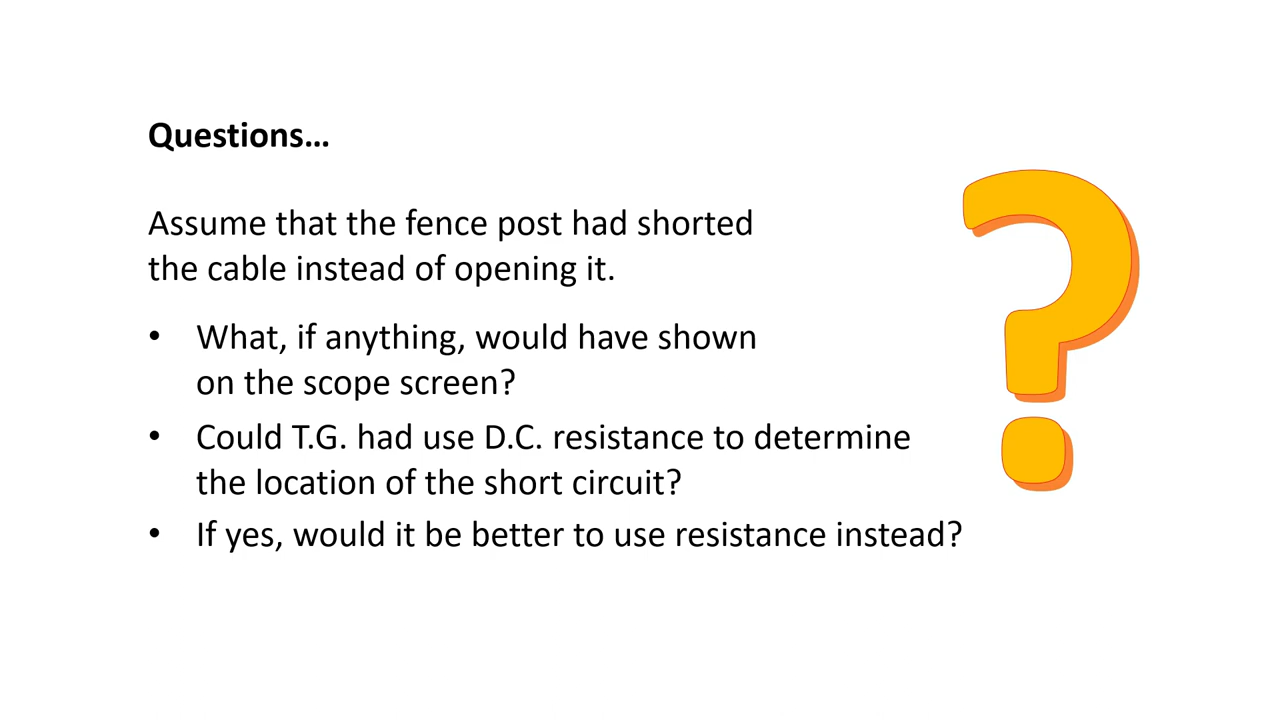 Questions…
Assume that the fence post had shorted
the cable instead of opening it.
• What, if anything, would have shown
on the scope screen?
• Could T.G. had use D.C. resistance to determine
the location of the short circuit?
• If yes, would it be better to use resistance instead?
?